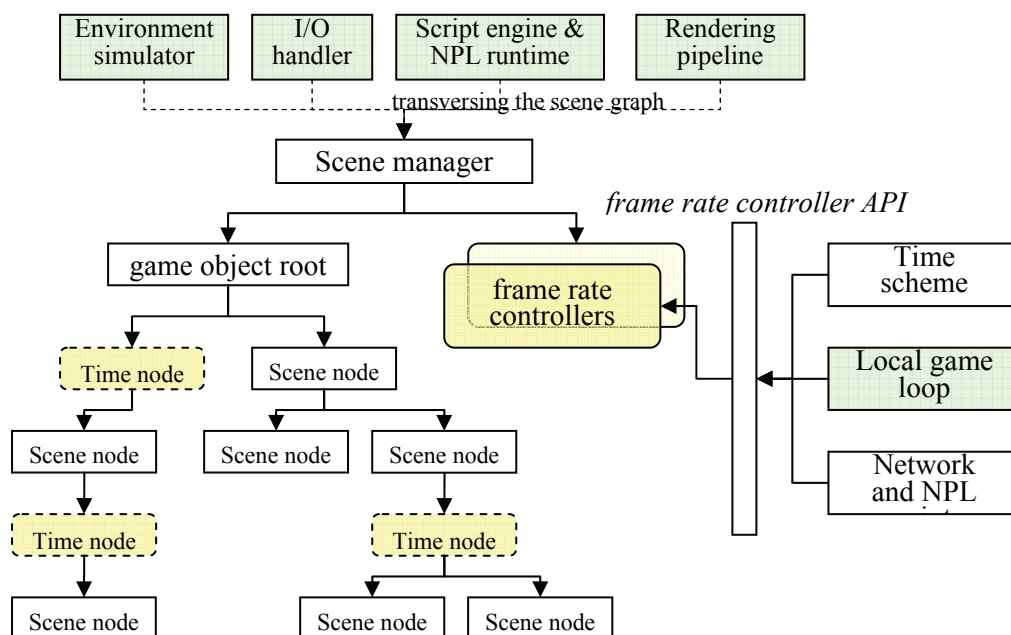 Environment
simulator
I/O
handler
Script engine &
NPL runtime
Rendering
pipeline
transversing the scene graph
Scene manager
frame rate controller API
game object root
frame rate
controllers
Time
scheme
Time node
Scene node
Local game
loop
Scene node
Scene node
Scene node
Network
and NPL
Time node
Time node
Scene node
Scene node
Scene node